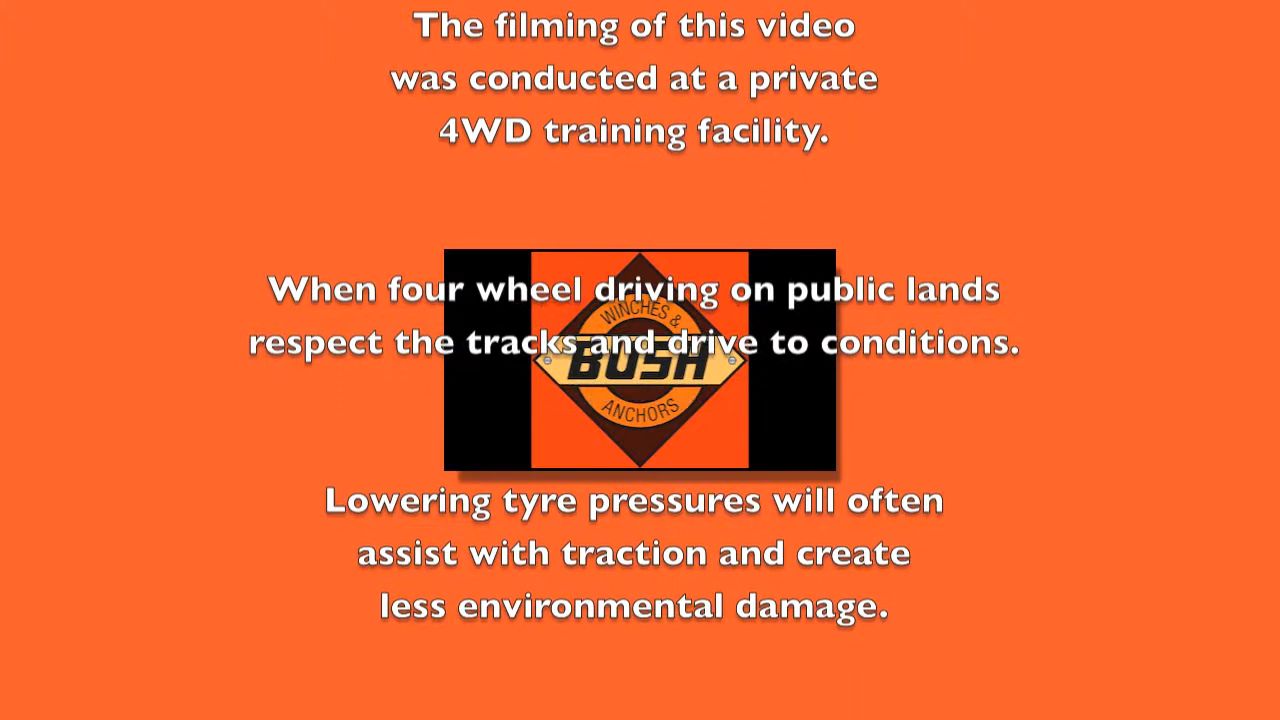 The filming of this video
was conducted at a private
4WD training facility.
When four wheel driving on public lands
respect the tracks and drive to conditions.
WINCHES &
BUSH
ANCHORS
Lowering tyre pressures will often
assist with traction and create
less environmental damage.